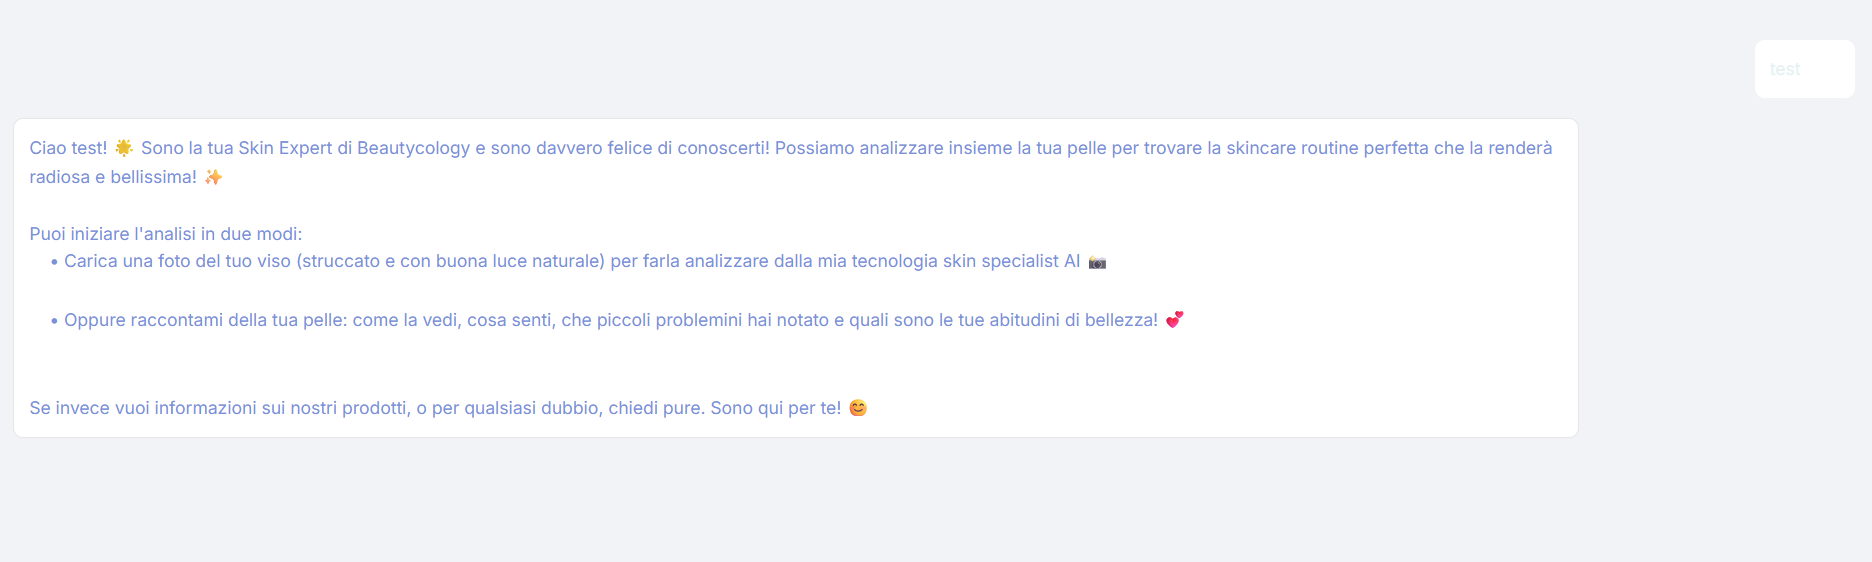 test
Ciao test! 🌟 Sono la tua Skin Expert di Beautycology e sono davvero felice di conoscerti! Possiamo analizzare insieme la tua pelle per trovare la skincare routine perfetta che la renderà
radiosa e bellissima! ✨
Puoi iniziare l'analisi in due modi:
• Carica una foto del tuo viso (struccato e con buona luce naturale) per farla analizzare dalla mia tecnologia skin specialist AI 📸
• Oppure raccontami della tua pelle: come la vedi, cosa senti, che piccoli problemini hai notato e quali sono le tue abitudini di bellezza! 💕
Se invece vuoi informazioni sui nostri prodotti, o per qualsiasi dubbio, chiedi pure. Sono qui per te! 😊